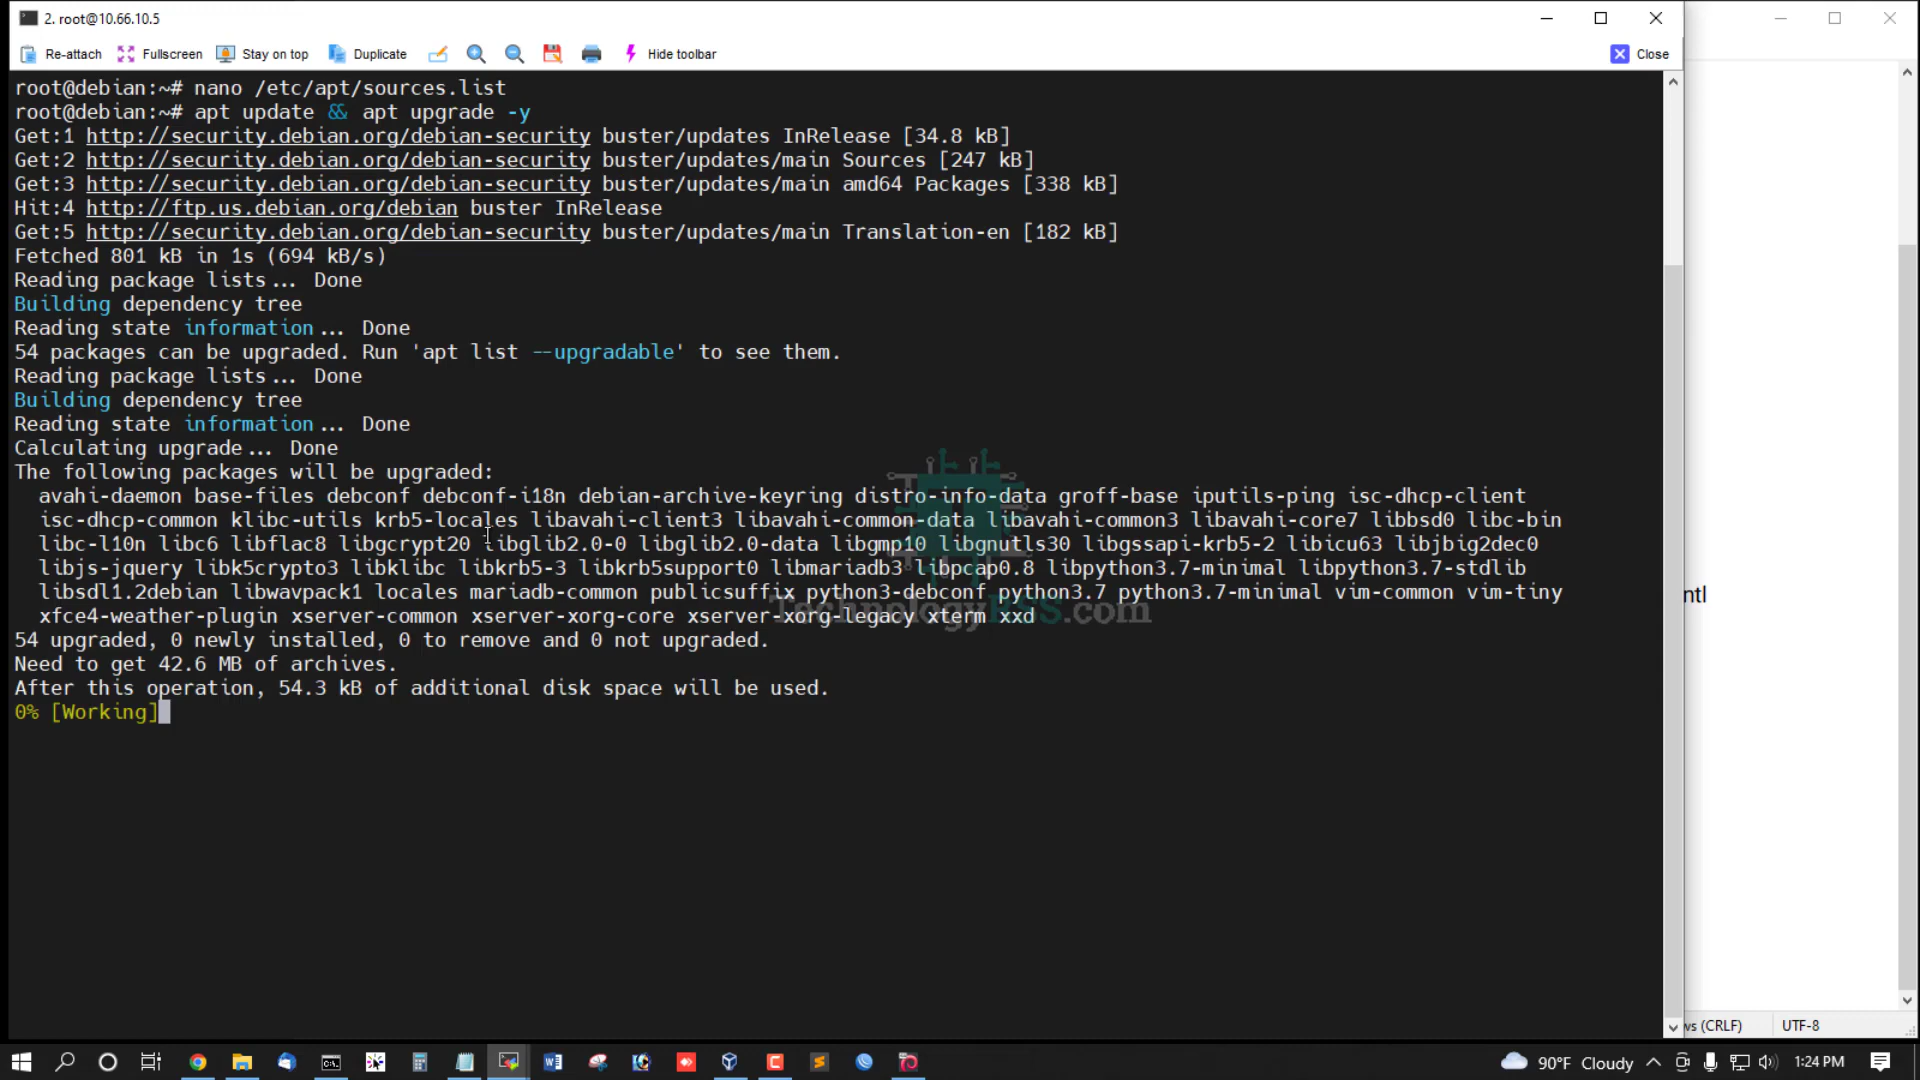 2. root@10.66.10.5
Re-attach Fullscreen Stay on top Duplicate Hide toolbar Close
root@debian:~# nano /etc/apt/sources.list
root@debian:~# apt update && apt upgrade -y
Get:1 http://security.debian.org/debian-security buster/updates InRelease [34.8 kB]
Get:2 http://security.debian.org/debian-security buster/updates/main Sources [247 kB]
Get:3 http://security.debian.org/debian-security buster/updates/main amd64 Packages [338 kB]
Hit:4 http://ftp.us.debian.org/debian buster InRelease
Get:5 http://security.debian.org/debian-security buster/updates/main Translation-en [182 kB]
Fetched 801 kB in 1s (694 kB/s)
Reading package lists... Done
Building dependency tree
Reading state information... Done
54 packages can be upgraded. Run 'apt list --upgradable' to see them.
Reading package lists... Done
Building dependency tree
Reading state information... Done
Calculating upgrade... Done
The following packages will be upgraded:
avahi-daemon base-files debconf debconf-i18n debian-archive-keyring distro-info-data groff-base iputils-ping isc-dhcp-client
isc-dhcp-common klibc-utils krb5-locales libavahi-client3 libavahi-common-data libavahi-common3 libavahi-core7 libbsd0 libc-bin
libc-l10n libc6 libflac8 libgcrypt20 libglib2.0-0 libglib2.0-data libgmp10 libgnutls30 libgssapi-krb5-2 libicu63 libjbig2dec0
libjs-jquery libk5crypto3 libklibc libkrb5-3 libkrb5support0 libmariadb3 libpcap0.8 libpython3.7-minimal libpython3.7-stdlib
libsdl1.2debian libwavpack1 locales mariadb-common publicsuffix python3-debconf python3.7 python3.7-minimal vim-common vim-tiny
ntl
xfce4-weather-plugin xserver-common xserver-xorg-core xserver-xorg-legacy xterm xxd
TechnologyRSS.com
54 upgraded, 0 newly installed, 0 to remove and 0 not upgraded.
Need to get 42.6 MB of archives.
After this operation, 54.3 kB of additional disk space will be used.
0% [Working]
ws (CRLF) UTF-8
90°F Cloudy 1:24 PM